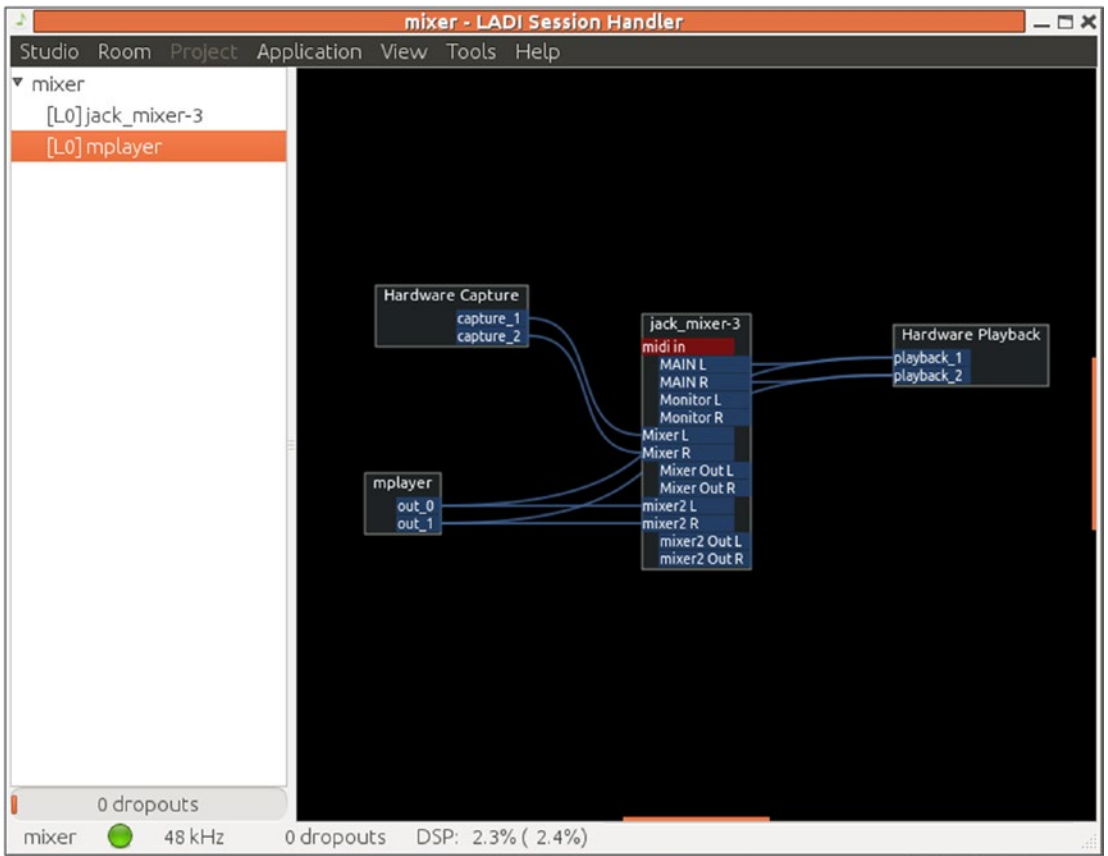 mixer - LADI Session Handler
Studio Room Project Application View Tools Help
mixer
[L0] jack_mixer-3
[L0] mplayer
Hardware Capture
capture_1
capture_2
mplayer
out_0
out_1
jack_mixer-3
midi in
MAIN L
MAIN R
Monitor L
Monitor R
Mixer L
Mixer R
Mixer Out L
Mixer Out R
mixer2 L
mixer2 R
mixer2 Out L
mixer2 Out R
Hardware Playback
playback_1
playback_2
0 dropouts
mixer 48 kHz 0 dropouts DSP: 2.3% ( 2.4%)